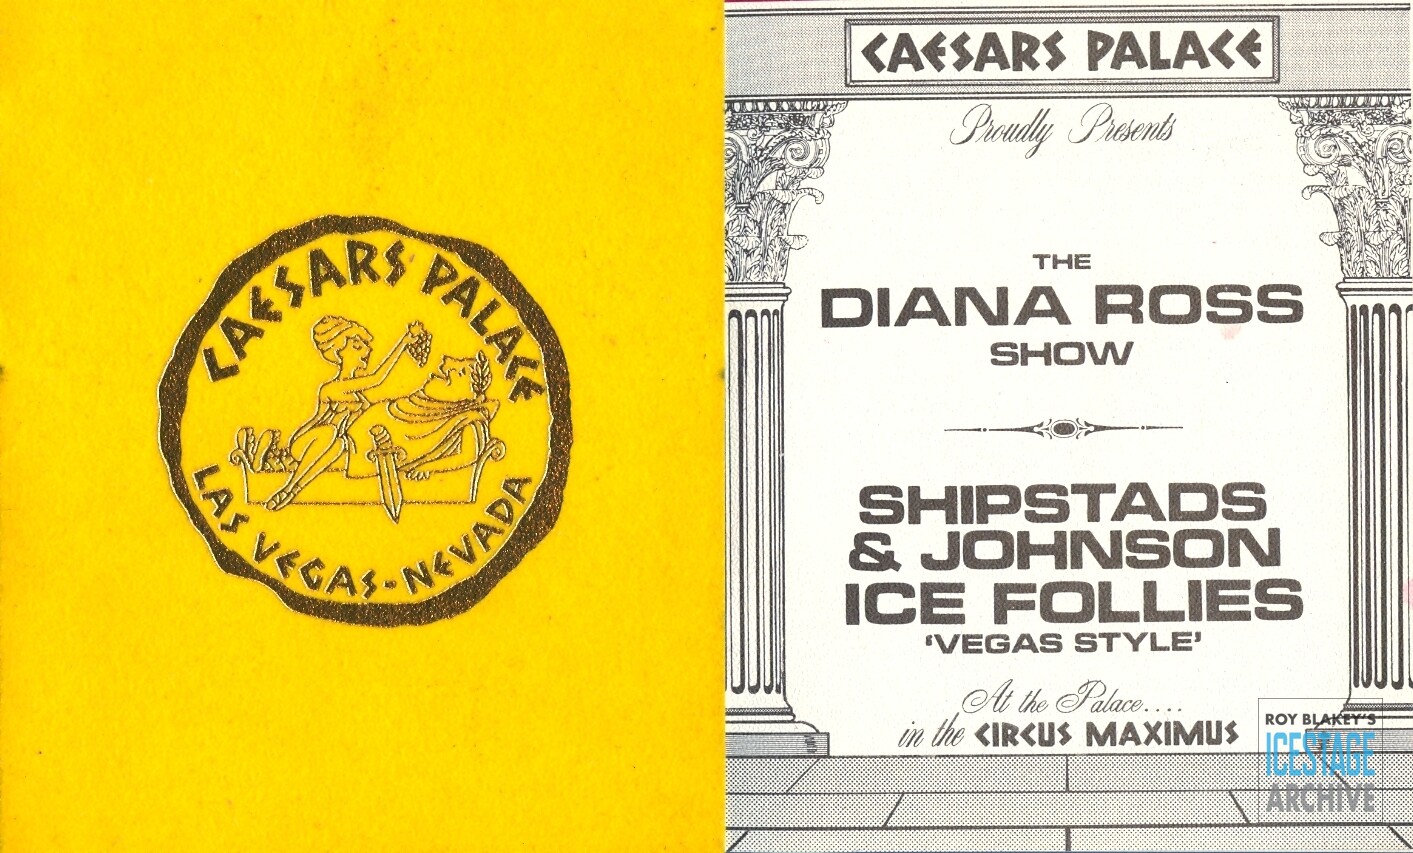 CAESARS PALACE
LAS VEGAS-NEVADA
CAESARS PALACE
Proudly Presents
THE
DIANA ROSS
SHOW
SHIPSTADS
& JOHNSON
ICE FOLLIES
'VEGAS STYLE'
At the Palace....
in the CIRCUS MAXIMUS
ROY BLAKEY'S
ICESTAGE
ARCHIVE